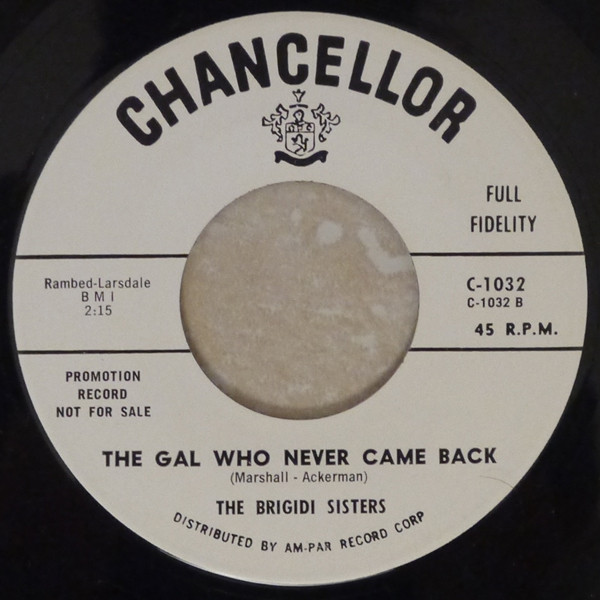 CHANCELLOR
FULL
FIDELITY
Rambed-Larsdale
B M I
2:15
C-1032
C-1032 B
45 R.P.M.
PROMOTION
RECORD
NOT FOR SALE
THE GAL WHO NEVER CAME BACK
(Marshall - Ackerman)
THE BRIGIDI SISTERS
DISTRIBUTED BY AM-PAR RECORD CORP